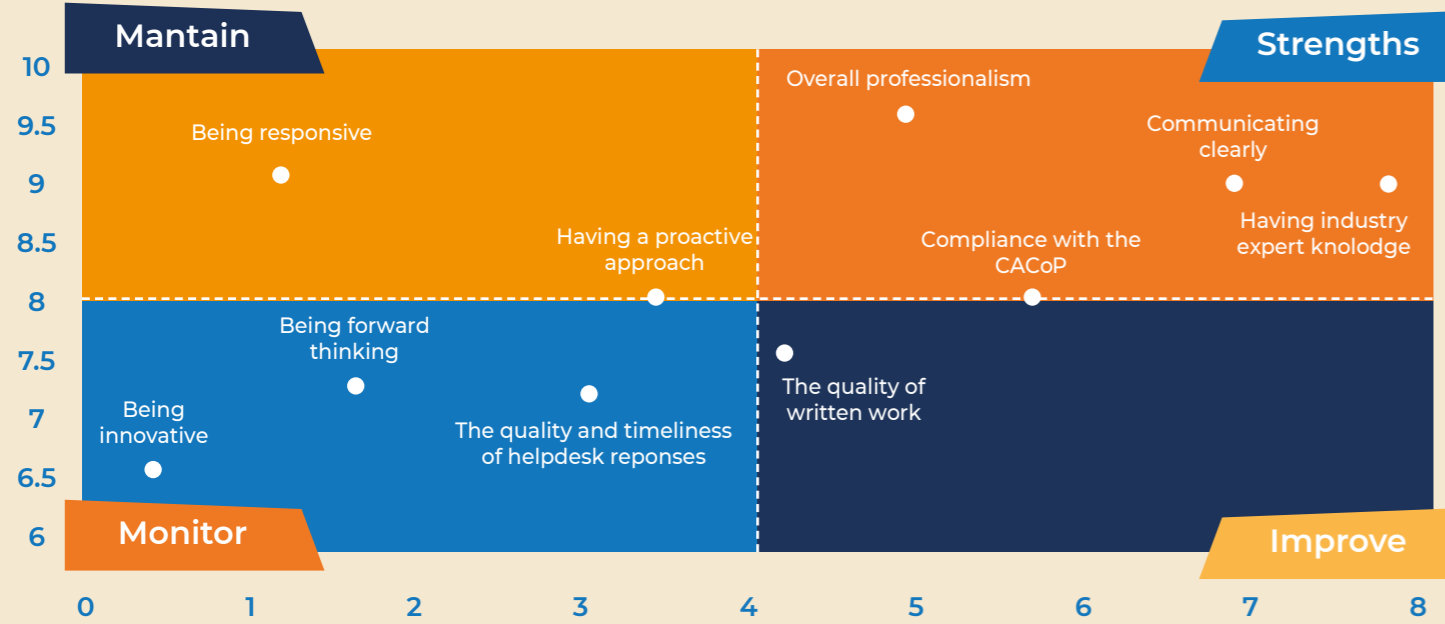 Mantain
Strengths
10
9.5
9
8.5
8
7.5
7
6.5
6
Overall professionalism
Being responsive
Communicating
clearly
Having industry
expert knolodge
Having a proactive
approach
Compliance with the
CACoP
Being forward
thinking
The quality of
written work
Being
innovative
The quality and timeliness
of helpdesk reponses
Monitor
Improve
0 1 2 3 4 5 6 7 8